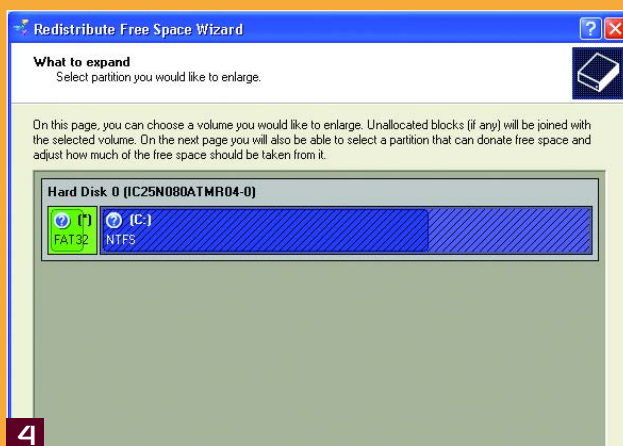 Redistribute Free Space Wizard
What to expand
Select partition you would like to enlarge.
On this page, you can choose a volume you would like to enlarge. Unallocated blocks (if any) will be joined with
the selected volume. On the next page you will also be able to select a partition that can donate free space and
adjust how much of the free space should be taken from it.
Hard Disk 0 (IC25N080ATMR04-0)
(*)
FAT32
(C:)
NTFS
4